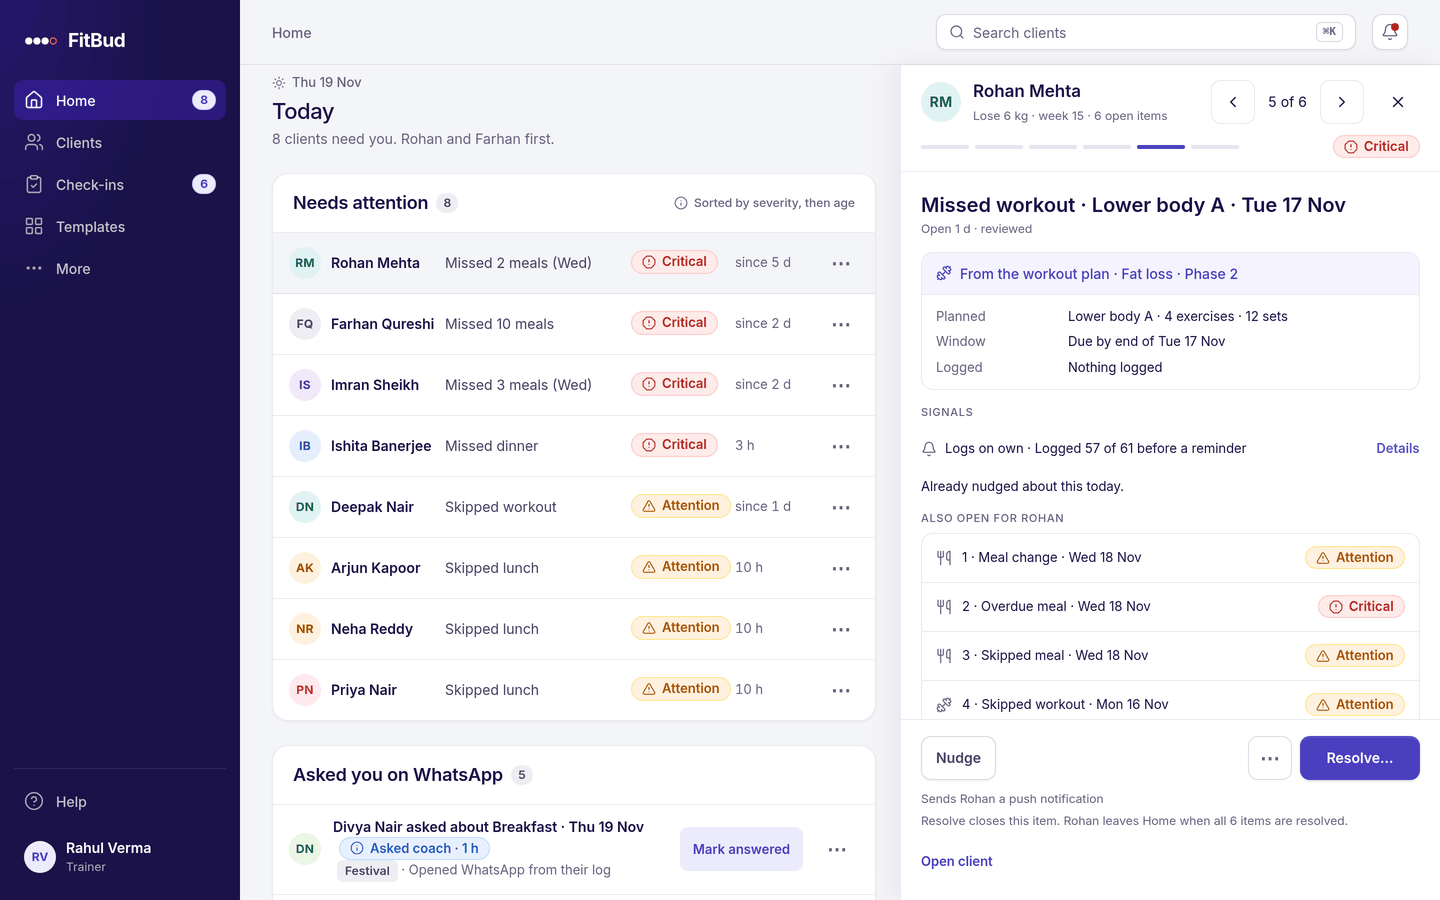 FitBud
Home 8
Clients
Check-ins 6
Templates
More
Help
RV
Rahul Verma
Trainer
Home
Search clients
⌘K
Thu 19 Nov
Today
8 clients need you. Rohan and Farhan first.
Needs attention 8
Sorted by severity, then age
RM Rohan Mehta Missed 2 meals (Wed) Critical since 5 d
FQ Farhan Qureshi Missed 10 meals Critical since 2 d
IS Imran Sheikh Missed 3 meals (Wed) Critical since 2 d
IB Ishita Banerjee Missed dinner Critical 3 h
DN Deepak Nair Skipped workout Attention since 1 d
AK Arjun Kapoor Skipped lunch Attention 10 h
NR Neha Reddy Skipped lunch Attention 10 h
PN Priya Nair Skipped lunch Attention 10 h
Asked you on WhatsApp 5
DN
Divya Nair asked about Breakfast · Thu 19 Nov
Asked coach · 1 h
Festival · Opened WhatsApp from their log
Mark answered
RM
Rohan Mehta
Lose 6 kg · week 15 · 6 open items
5 of 6
Critical
Missed workout · Lower body A · Tue 17 Nov
Open 1 d · reviewed
From the workout plan · Fat loss · Phase 2
Planned Lower body A · 4 exercises · 12 sets
Window Due by end of Tue 17 Nov
Logged Nothing logged
SIGNALS
Logs on own · Logged 57 of 61 before a reminder Details
Already nudged about this today.
ALSO OPEN FOR ROHAN
1 · Meal change · Wed 18 Nov Attention
2 · Overdue meal · Wed 18 Nov Critical
3 · Skipped meal · Wed 18 Nov Attention
4 · Skipped workout · Mon 16 Nov Attention
Nudge
Resolve...
Sends Rohan a push notification
Resolve closes this item. Rohan leaves Home when all 6 items are resolved.
Open client